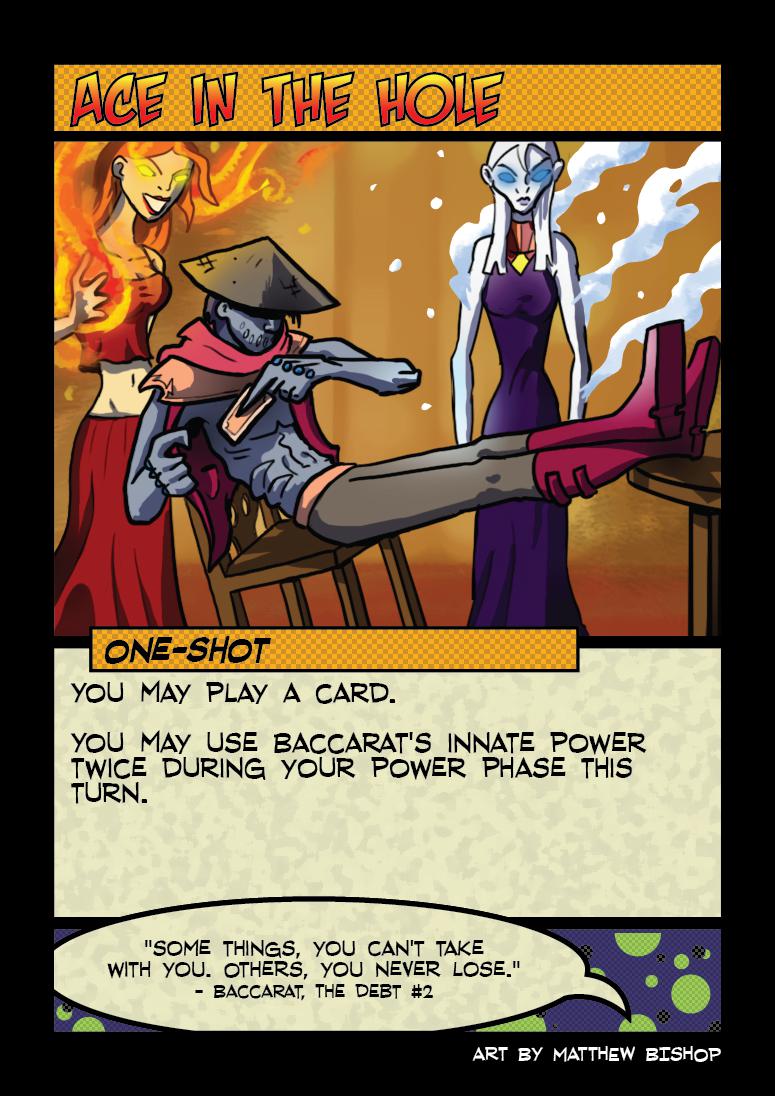 ACE IN THE HOLE
ONE-SHOT
YOU MAY PLAY A CARD.
YOU MAY USE BACCARAT'S INNATE POWER
TWICE DURING YOUR POWER PHASE THIS
TURN.
"SOME THINGS, YOU CAN'T TAKE
WITH YOU. OTHERS, YOU NEVER LOSE."
- BACCARAT, THE DEBT #2
ART BY MATTHEW BISHOP